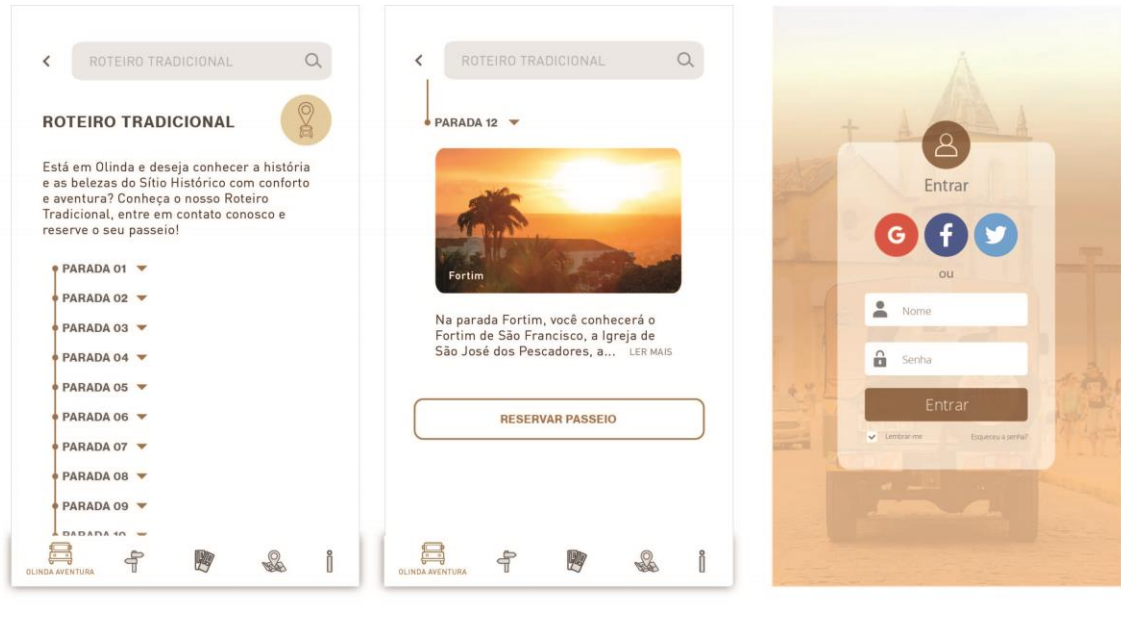 ROTEIRO TRADICIONAL
ROTEIRO TRADICIONAL
Está em Olinda e deseja conhecer a história
e as belezas do Sítio Histórico com conforto
e aventura? Conheça o nosso Roteiro
Tradicional, entre em contato conosco e
reserve o seu passeio!
PARADA 01
PARADA 02
PARADA 03
PARADA 04
PARADA 05
PARADA 06
PARADA 07
PARADA 08
PARADA 09
PARADA 10
OLINDA AVENTURA
ROTEIRO TRADICIONAL
PARADA 12
Fortim
Na parada Fortim, você conhecerá o
Fortim de São Francisco, a Igreja de
São José dos Pescadores, a... LER MAIS
RESERVAR PASSEIO
OLINDA AVENTURA
Entrar
G f
ou
Nome
Senha
Entrar
Lembrar-me Esqueceu a senha?